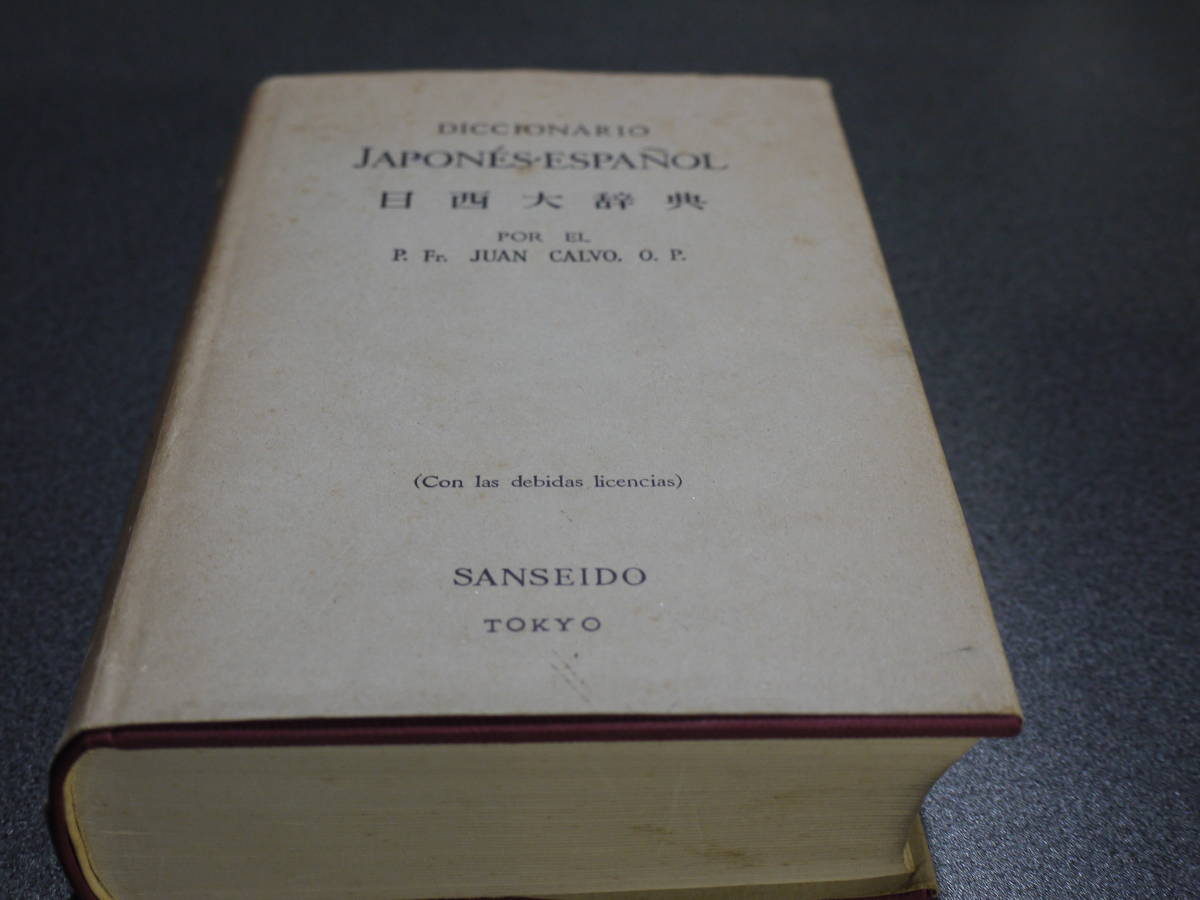 DICCIONARIO
JAPONÉS-ESPAÑOL
日西大辞典
POR EL
P. Fr. JUAN CALVO. O. P.
(Con las debidas licencias)
SANSEIDO
TOKYO